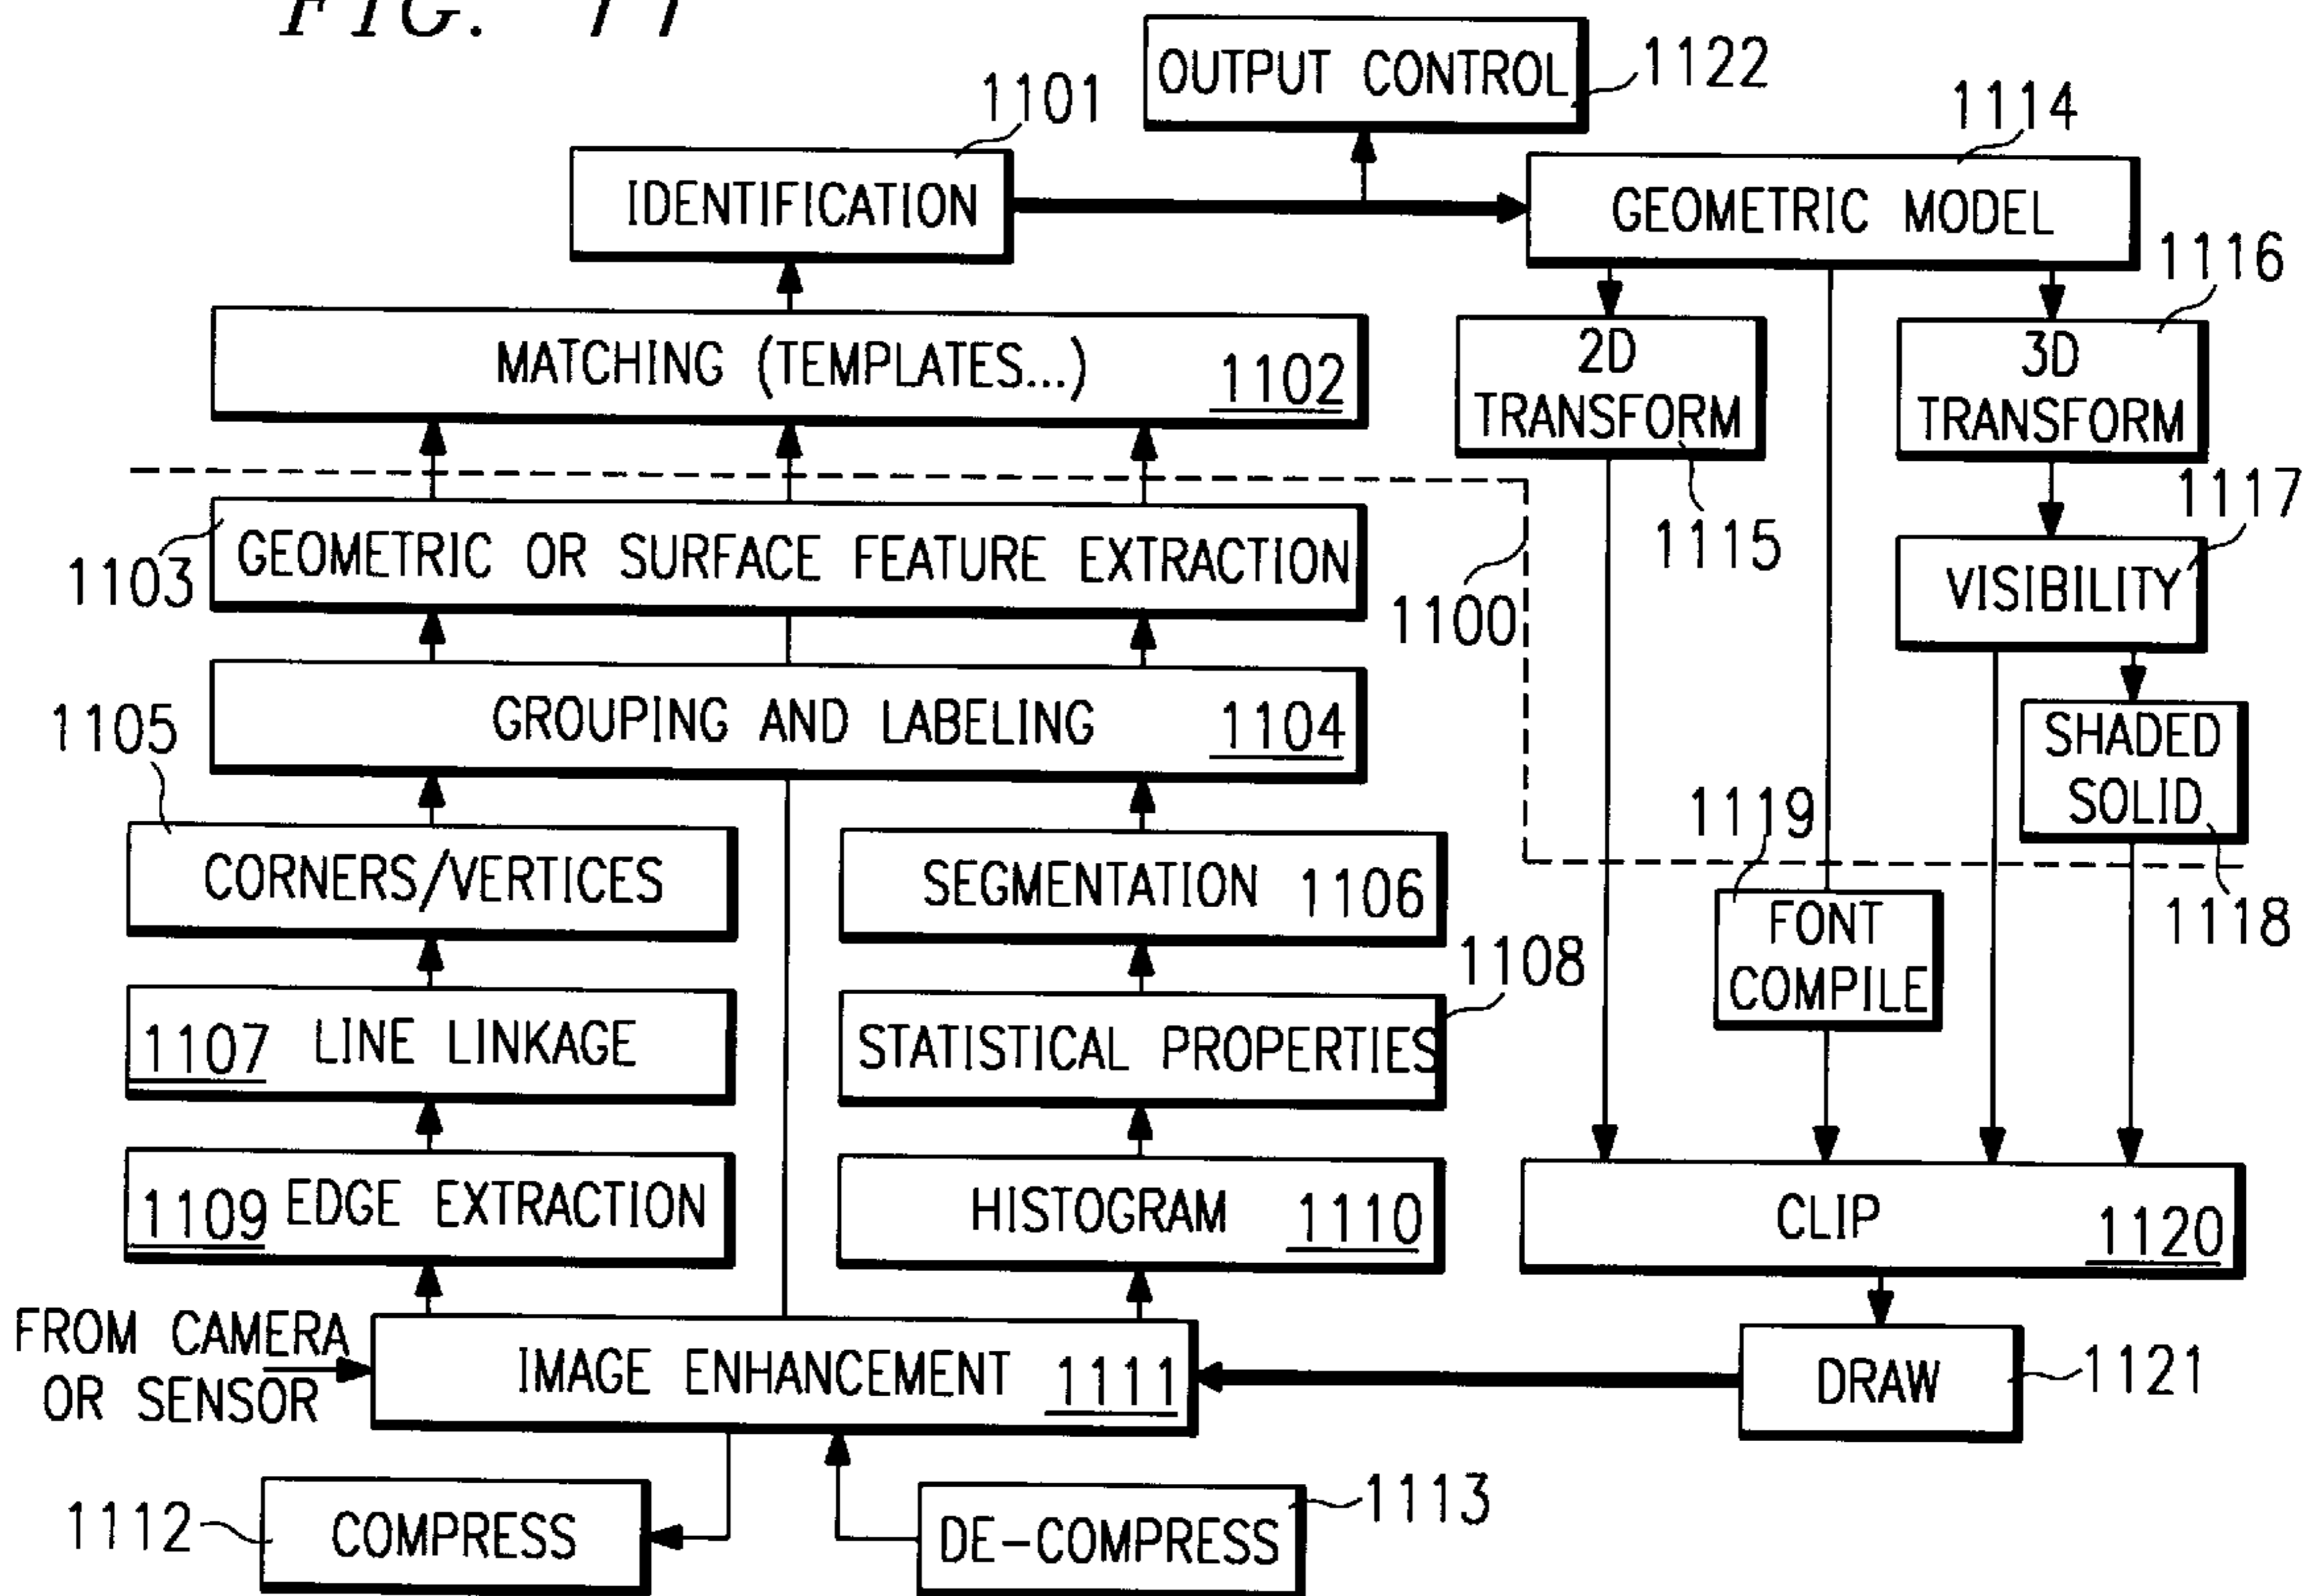 FIG. 11
OUTPUT CONTROL
1122
1101
1114
IDENTIFICATION
GEOMETRIC MODEL
1116
MATCHING (TEMPLATES...) 1102
2D
TRANSFORM
3D
TRANSFORM
1117
1115
1103
GEOMETRIC OR SURFACE FEATURE EXTRACTION
1100
VISIBILITY
1105
GROUPING AND LABELING 1104
SHADED
SOLID
1119
CORNERS/VERTICES
SEGMENTATION 1106
1118
FONT
COMPILE
1108
1107 LINE LINKAGE
STATISTICAL PROPERTIES
1109 EDGE EXTRACTION
HISTOGRAM 1110
CLIP 1120
FROM CAMERA
OR SENSOR
IMAGE ENHANCEMENT 1111
DRAW
1121
1112
COMPRESS
DE-COMPRESS
1113